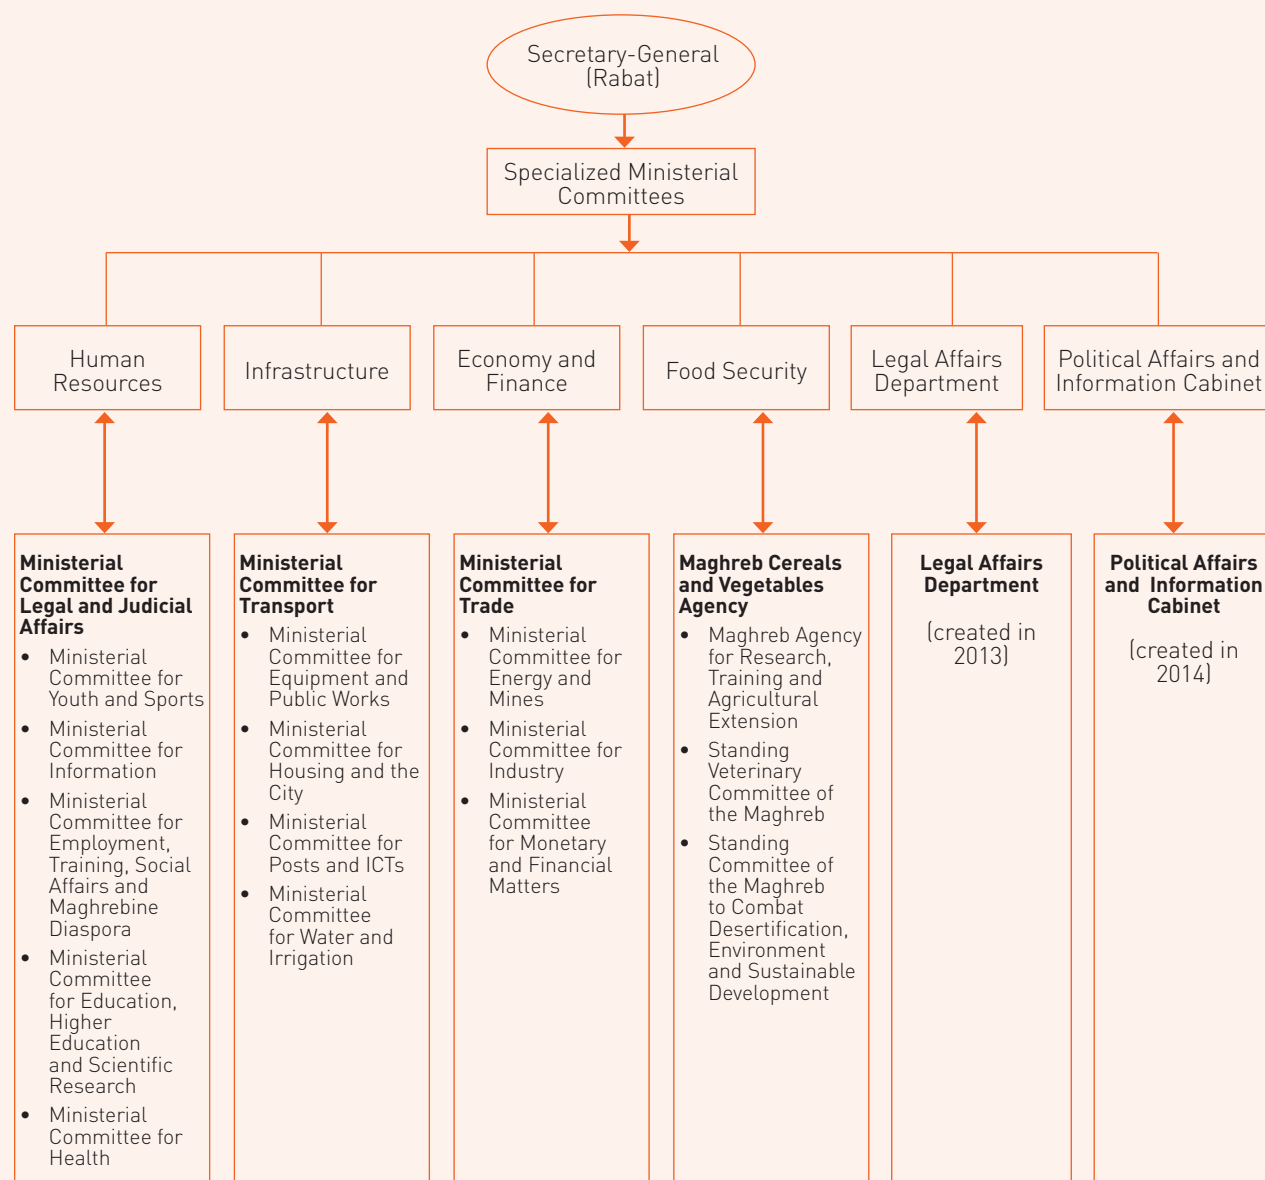 Secretary-General
(Rabat)
Specialized Ministerial
Committees
Human
Resources
Infrastructure
Economy and
Finance
Food Security
Legal Affairs
Department
Political Affairs and
Information Cabinet
Ministerial
Committee for
Legal and Judicial
Affairs
• Ministerial
Committee for
Youth and Sports
• Ministerial
Committee for
Information
• Ministerial
Committee for
Employment,
Training, Social
Affairs and
Maghrebine
Diaspora
• Ministerial
Committee
for Education,
Higher
Education
and Scientific
Research
• Ministerial
Committee for
Health
Ministerial
Committee for
Transport
• Ministerial
Committee for
Equipment and
Public Works
• Ministerial
Committee for
Housing and the
City
• Ministerial
Committee for
Posts and ICTs
• Ministerial
Committee
for Water and
Irrigation
Ministerial
Committee for
Trade
• Ministerial
Committee for
Energy and
Mines
• Ministerial
Committee for
Industry
• Ministerial
Committee
for Monetary
and Financial
Matters
Maghreb Cereals
and Vegetables
Agency
• Maghreb Agency
for Research,
Training and
Agricultural
Extension
• Standing
Veterinary
Committee of
the Maghreb
• Standing
Committee of
the Maghreb
to Combat
Desertification,
Environment
and Sustainable
Development
Legal Affairs
Department
(created in
2013)
Political Affairs
and Information
Cabinet
(created in
2014)